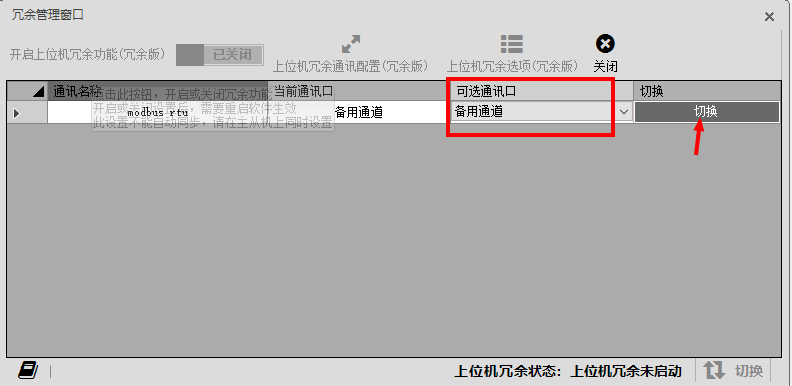 冗余管理窗口
开启上位机冗余功能(冗余版) 已关闭 上位机冗余通讯配置(冗余版) 上位机冗余选项(冗余版) 关闭
通讯名称 当前通讯口 可选通讯口 切换
点击此按钮，开启或关闭冗余功能
开启或关闭设置后，需要重启软件生效
此设置不能自动同步，请在主从机上同时设置
modbus rtu 备用通道 备用通道 切换
上位机冗余状态：上位机冗余未启动 切换